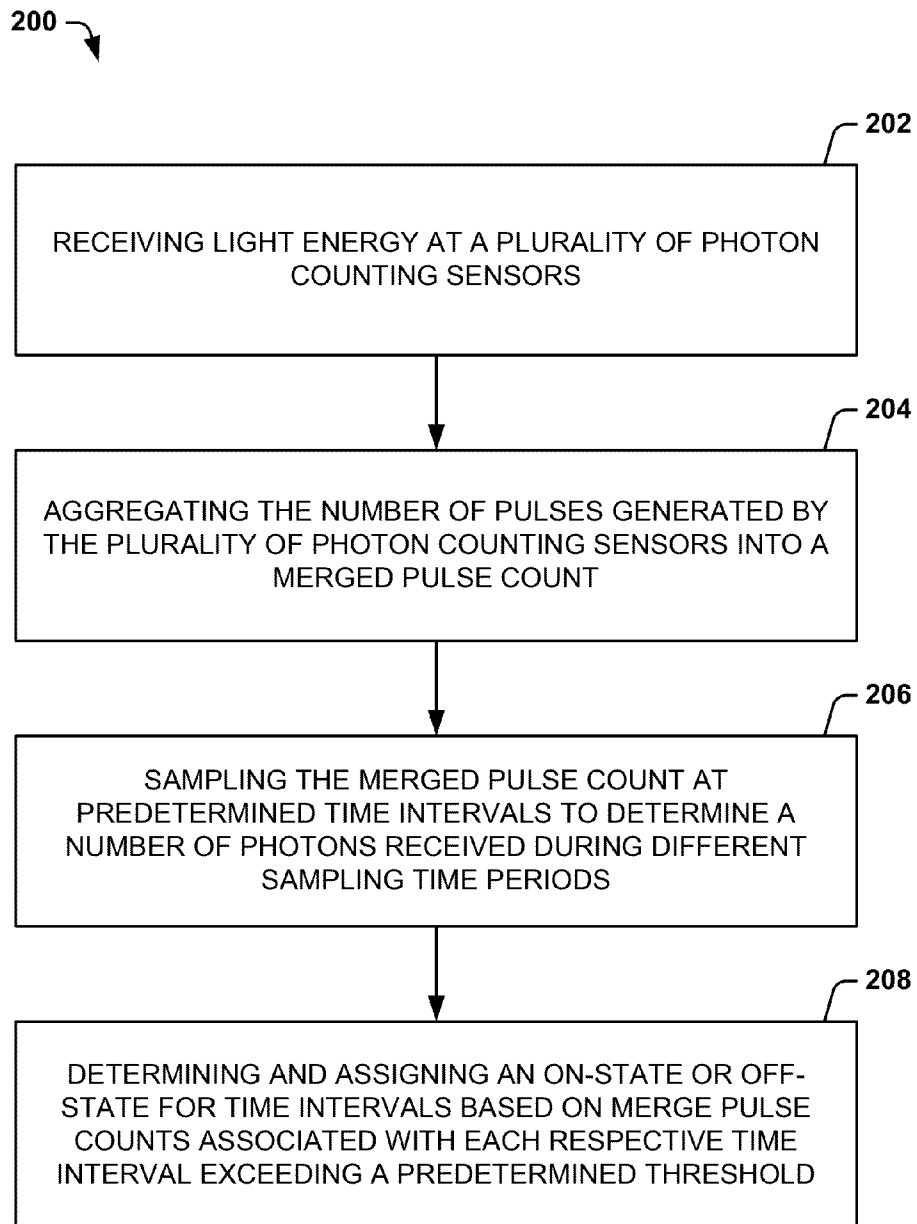 200
202
RECEIVING LIGHT ENERGY AT A PLURALITY OF PHOTON
COUNTING SENSORS
204
AGGREGATING THE NUMBER OF PULSES GENERATED BY
THE PLURALITY OF PHOTON COUNTING SENSORS INTO A
MERGED PULSE COUNT
206
SAMPLING THE MERGED PULSE COUNT AT
PREDETERMINED TIME INTERVALS TO DETERMINE A
NUMBER OF PHOTONS RECEIVED DURING DIFFERENT
SAMPLING TIME PERIODS
208
DETERMINING AND ASSIGNING AN ON-STATE OR OFF-
STATE FOR TIME INTERVALS BASED ON MERGE PULSE
COUNTS ASSOCIATED WITH EACH RESPECTIVE TIME
INTERVAL EXCEEDING A PREDETERMINED THRESHOLD